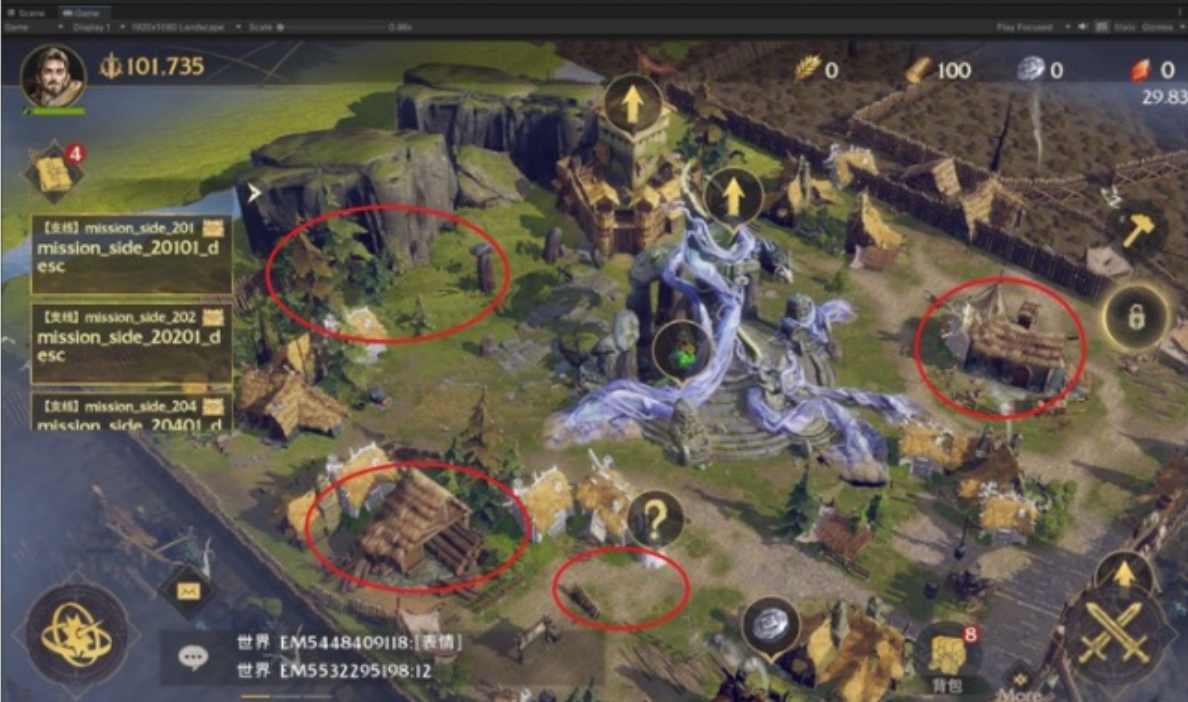 Scene
Game
Game
Display 1
1920x1080 Landscape
Scale
0.88x
Play Focused
Stats
Gizmos
101.735
0
100
0
0
29.83
4
【支线】mission_side_201
mission_side_20101_d
esc
【支线】mission_side_202
mission_side_20201_d
esc
【支线】mission_side_204
mission_side_20401_d
?
世界 EM5448409118:[表情]
世界 EM5532295198:12
8
背包
More